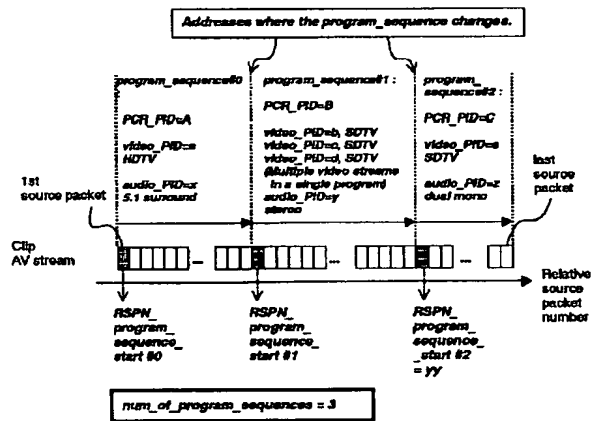 Addresses where the program_sequence changes.
program_sequence#0
PCR_PID=A
video_PID=a
HDTV
audio_PID=x
5.1 surround
program_sequence#1 :
PCR_PID=B
video_PID=b, SDTV
video_PID=c, SDTV
video_PID=d, SDTV
(Multiple video streams
in a single program)
audio_PID=y
stereo
program_
sequence#2 :
PCR_PID=C
video_PID=e
SDTV
audio_PID=z
dual mono
1st
source packet
last
source
packet
Clip
AV stream
...
...
...
Relative
source
packet
number
RSPN_
program_
sequence_
start #0
RSPN_
program_
sequence_
start #1
RSPN_
program_
sequence_
_start #2
= yy
num_of_program_sequences = 3